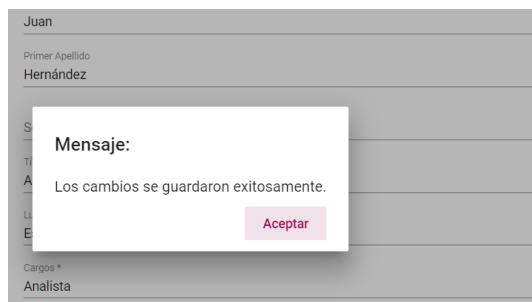 Juan
Primer Apellido
Hernández
Mensaje:
Los cambios se guardaron exitosamente.
Aceptar
Cargos *
Analista